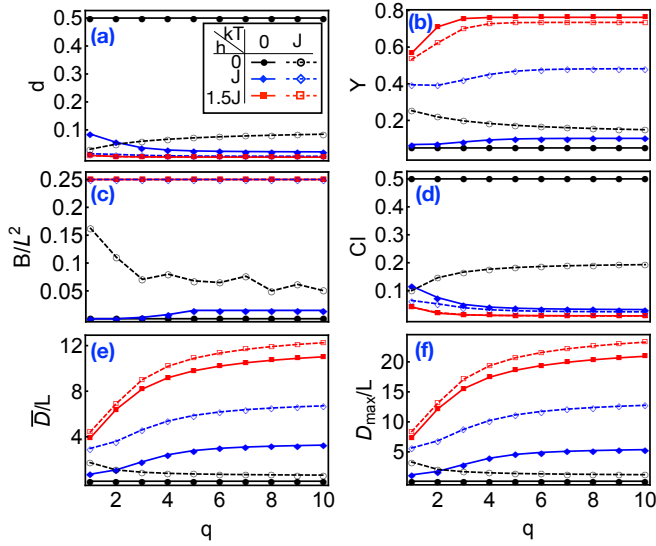 (a)
d
0.5
0.4
0.3
0.2
0.1
kT
h
0 J
0
J
1.5J
(b)
Y
0.8
0.6
0.4
0.2
(c)
B/L²
0.25
0.20
0.15
0.10
0.05
(d)
CI
0.5
0.4
0.3
0.2
0.1
(e)
D̅/L
12
8
4
2 4 6 8 10
q
(f)
Dmax/L
20
15
10
5
2 4 6 8 10
q